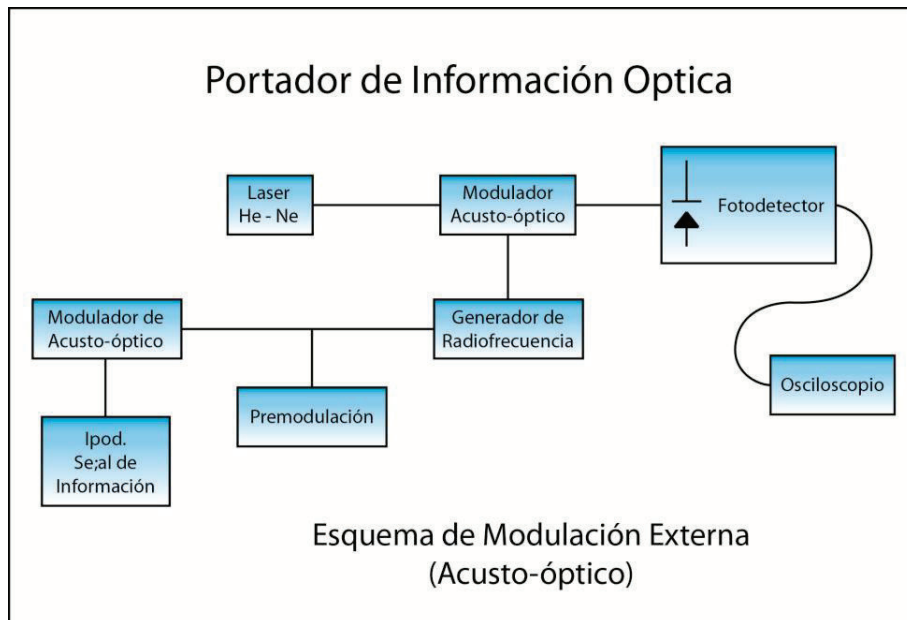 Portador de Información Optica
Laser
He - Ne
Modulador
Acusto-óptico
Fotodetector
Modulador de
Acusto-óptico
Generador de
Radiofrecuencia
Osciloscopio
Premodulación
Ipod.
Se;al de
Información
Esquema de Modulación Externa
(Acusto-óptico)